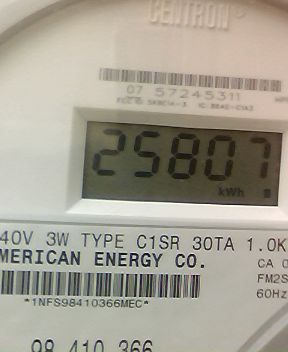 CENTRON®
07 57245311
25807
kWh
40V 3W TYPE C1SR 30TA 1.0K
MERICAN ENERGY CO.
CA 0
FM2S
60Hz
*1NFS98410366MEC*
98 410 366